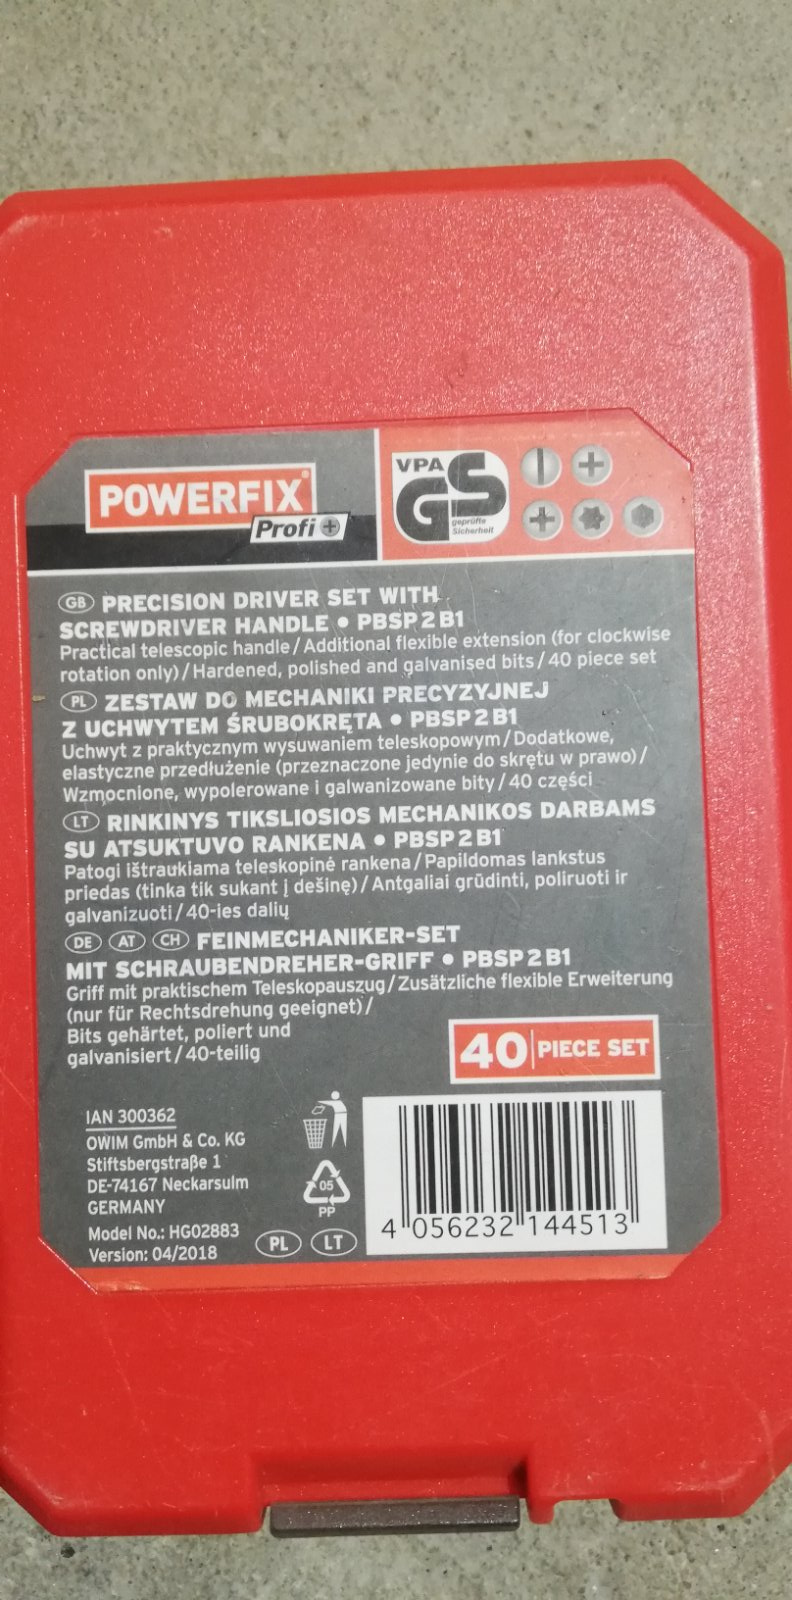 POWERFIX®
Profi+
VPA
GS
geprüfte
Sicherheit
GB PRECISION DRIVER SET WITH
SCREWDRIVER HANDLE • PBSP 2 B1
Practical telescopic handle / Additional flexible extension (for clockwise
rotation only) / Hardened, polished and galvanised bits / 40 piece set
PL ZESTAW DO MECHANIKI PRECYZYJNEJ
Z UCHWYTEM ŚRUBOKRĘTA • PBSP 2 B1
Uchwyt z praktycznym wysuwaniem teleskopowym / Dodatkowe,
elastyczne przedłużenie (przeznaczone jedynie do skrętu w prawo) /
Wzmocnione, wypolerowane i galwanizowane bity / 40 części
LT RINKINYS TIKSLIOSIOS MECHANIKOS DARBAMS
SU ATSUKTUVO RANKENA • PBSP 2 B1
Patogi ištraukiama teleskopinė rankena / Papildomas lankstus
priedas (tinka tik sukant į dešinę) / Antgaliai grūdinti, poliruoti ir
galvanizuoti / 40-ies dalių
DE AT CH FEINMECHANIKER-SET
MIT SCHRAUBENDREHER-GRIFF • PBSP 2 B1
Griff mit praktischem Teleskopauszug / Zusätzliche flexible Erweiterung
(nur für Rechtsdrehung geeignet) /
Bits gehärtet, poliert und
galvanisiert / 40-teilig
40 PIECE SET
IAN 300362
OWIM GmbH & Co. KG
Stiftsbergstraße 1
DE-74167 Neckarsulm
GERMANY
Model No.: HG02883
Version: 04/2018
05
PP
PL LT
4 056232 144513